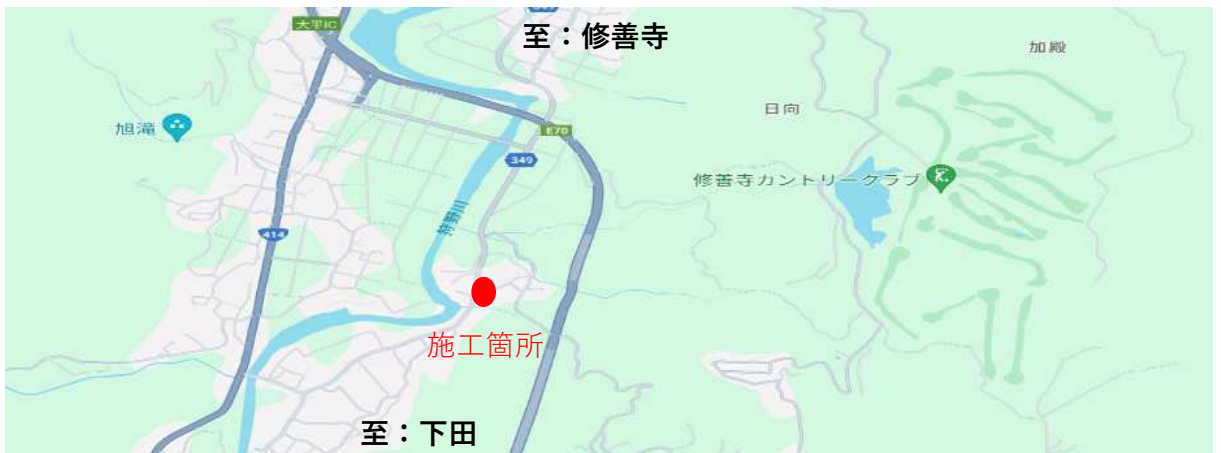 大平IC
349
至：修善寺
加殿
日向
旭滝
E70
349
修善寺カントリークラブ
狩野川
414
施工箇所
至：下田